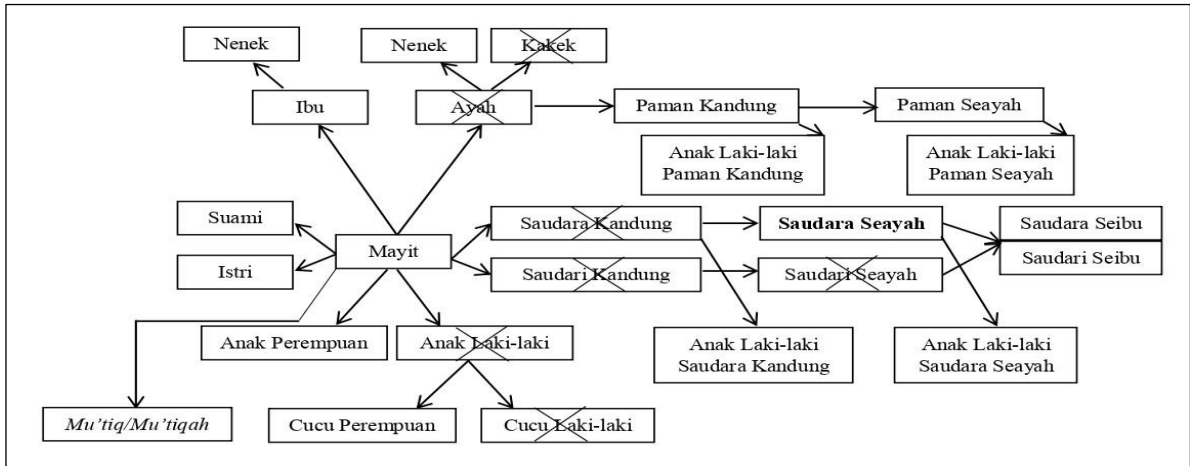 Nenek
Nenek
Kakek
Ibu
Ayah
Paman Kandung
Paman Seayah
Anak Laki-laki
Paman Kandung
Anak Laki-laki
Paman Seayah
Suami
Saudara Kandung
Saudara Seayah
Saudara Seibu
Mayit
Istri
Saudari Kandung
Saudari Seayah
Saudari Seibu
Anak Perempuan
Anak Laki-laki
Anak Laki-laki
Saudara Kandung
Anak Laki-laki
Saudara Seayah
Mu'tiq/Mu'tiqah
Cucu Perempuan
Cucu Laki-laki